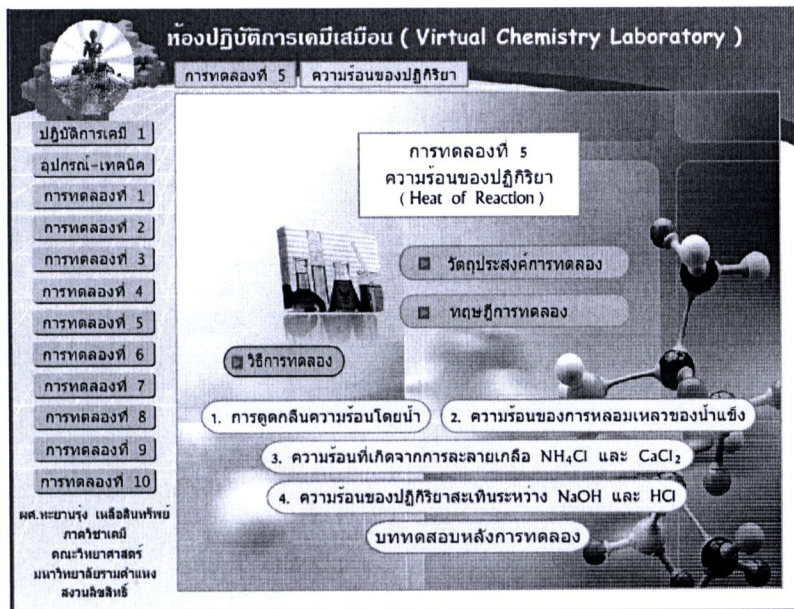 ห้องปฏิบัติการเคมีเสมือน ( Virtual Chemistry Laboratory )
การทดลองที่ 5 ความร้อนของปฏิกิริยา
ปฎิบัติการเคมี 1
อุปกรณ์-เทคนิค
การทดลองที่ 1
การทดลองที่ 2
การทดลองที่ 3
การทดลองที่ 4
การทดลองที่ 5
การทดลองที่ 6
การทดลองที่ 7
การทดลองที่ 8
การทดลองที่ 9
การทดลองที่ 10
ผศ.ทะยานรุ่ง เหลือสินทรัพย์
ภาควิชาเคมี
คณะวิทยาศาสตร์
มหาวิทยาลัยรามคำแหง
สงวนลิขสิทธิ์
การทดลองที่ 5
ความร้อนของปฏิกิริยา
( Heat of Reaction )
วัตถุประสงค์การทดลอง
ทฤษฎีการทดลอง
วิธีการทดลอง
1. การดูดกลืนความร้อนโดยน้ำ
2. ความร้อนของการหลอมเหลวของน้ำแข็ง
3. ความร้อนที่เกิดจากการละลายเกลือ NH₄Cl และ CaCl₂
4. ความร้อนของปฏิกิริยาสะเทินระหว่าง NaOH และ HCl
บททดสอบหลังการทดลอง